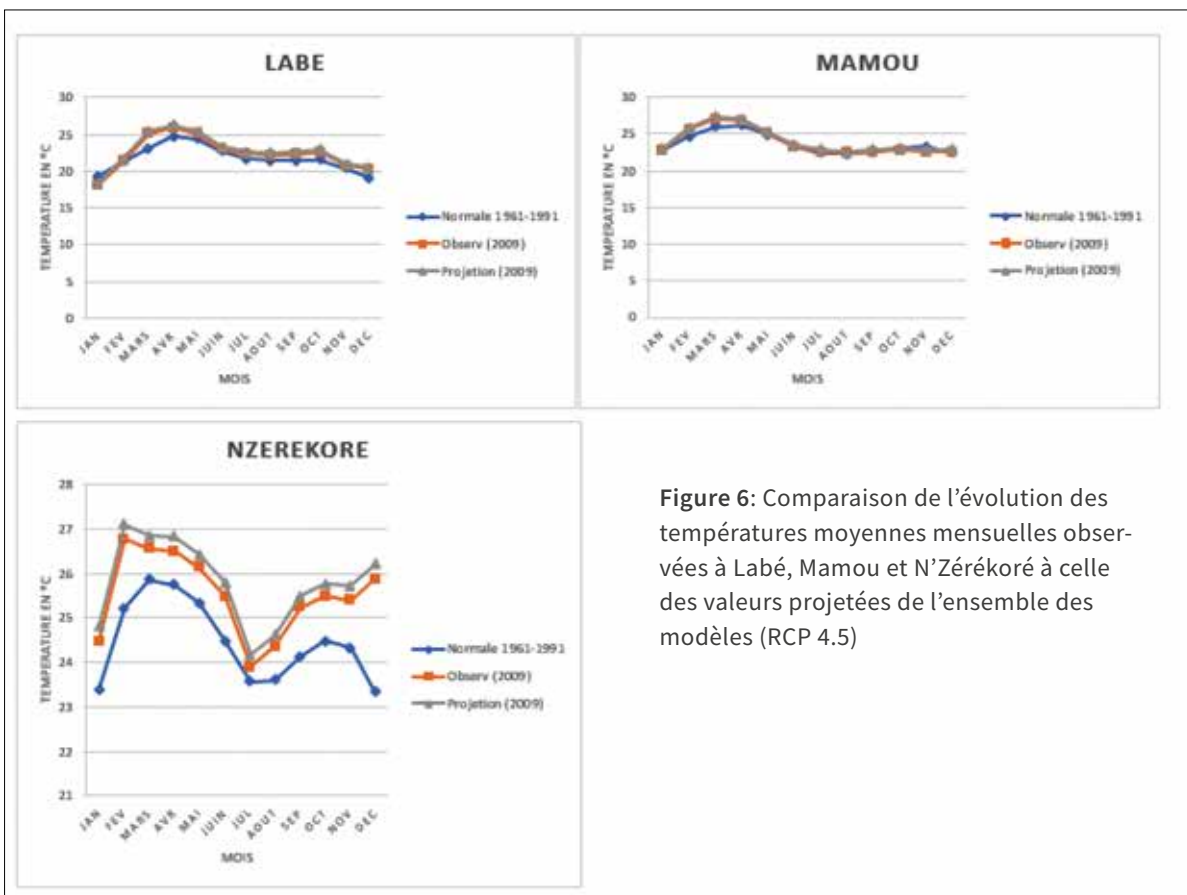 LABE
30
25
20
15
10
5
0
TEMPERATURE EN °C
JAN
FEV
MARS
AVR
MAI
JUIN
JUL
AOUT
SEP
OCT
NOV
DEC
MOIS
Normale 1961-1991
Observ (2009)
Projetion (2009)
MAMOU
30
25
20
15
10
5
0
TEMPERATURE EN °C
JAN
FEV
MARS
AVR
MAI
JUIN
JUL
AOUT
SEP
OCT
NOV
DEC
MOIS
Normale 1961-1991
Observ (2009)
Projetion (2009)
NZEREKORE
28
27
26
25
24
23
22
21
TEMPERATURE EN °C
JAN
FEV
MARS
AVR
MAI
JUIN
JUL
AOUT
SEP
OCT
NOV
DEC
MOIS
Normale 1961-1991
Observ (2009)
Projetion (2009)
Figure 6: Comparaison de l’évolution des
températures moyennes mensuelles obser-
vées à Labé, Mamou et N’Zérékoré à celle
des valeurs projetées de l’ensemble des
modèles (RCP 4.5)